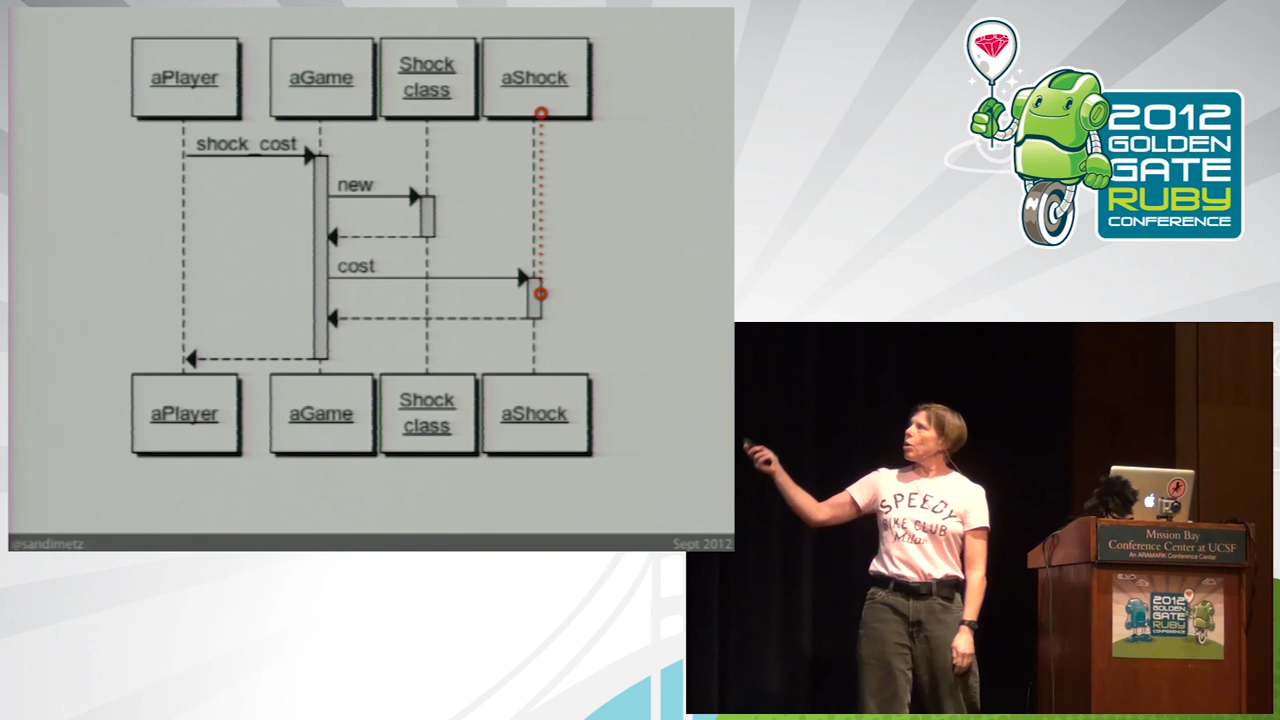 aPlayer
aGame
Shock
class
aShock
shock_cost
new
cost
aPlayer
aGame
Shock
class
aShock
@sandimetz
Sept 2012
2012
GOLDEN
GATE
RUBY
CONFERENCE
SPEEDY
BIKE CLUB
Milan
Mission Bay
Conference Center at UCSF
An ARAMARK Conference Center
2012
GOLDEN
GATE
RUBY
CONFERENCE